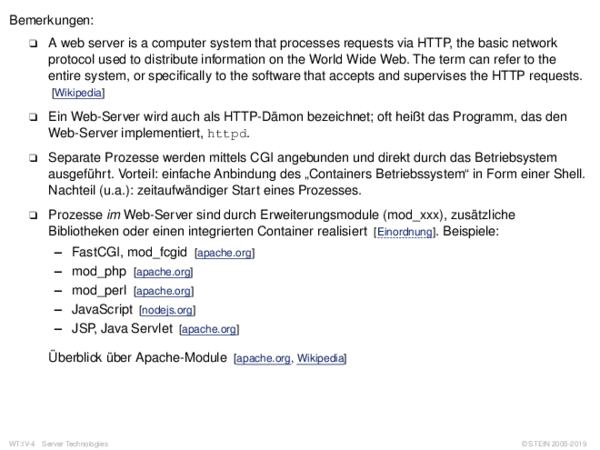 Bemerkungen:
❑ A web server is a computer system that processes requests via HTTP, the basic network
protocol used to distribute information on the World Wide Web. The term can refer to the
entire system, or specifically to the software that accepts and supervises the HTTP requests.
[Wikipedia]
❑ Ein Web-Server wird auch als HTTP-Dämon bezeichnet; oft heißt das Programm, das den
Web-Server implementiert, httpd.
❑ Separate Prozesse werden mittels CGI angebunden und direkt durch das Betriebsystem
ausgeführt. Vorteil: einfache Anbindung des „Containers Betriebssystem“ in Form einer Shell.
Nachteil (u.a.): zeitaufwändiger Start eines Prozesses.
❑ Prozesse im Web-Server sind durch Erweiterungsmodule (mod_xxx), zusätzliche
Bibliotheken oder einen integrierten Container realisiert [Einordnung]. Beispiele:
– FastCGI, mod_fcgid [apache.org]
– mod_php [apache.org]
– mod_perl [apache.org]
– JavaScript [nodejs.org]
– JSP, Java Servlet [apache.org]
Überblick über Apache-Module [apache.org, Wikipedia]
WT:IV-4 Server Technologies ©STEIN 2005-2019